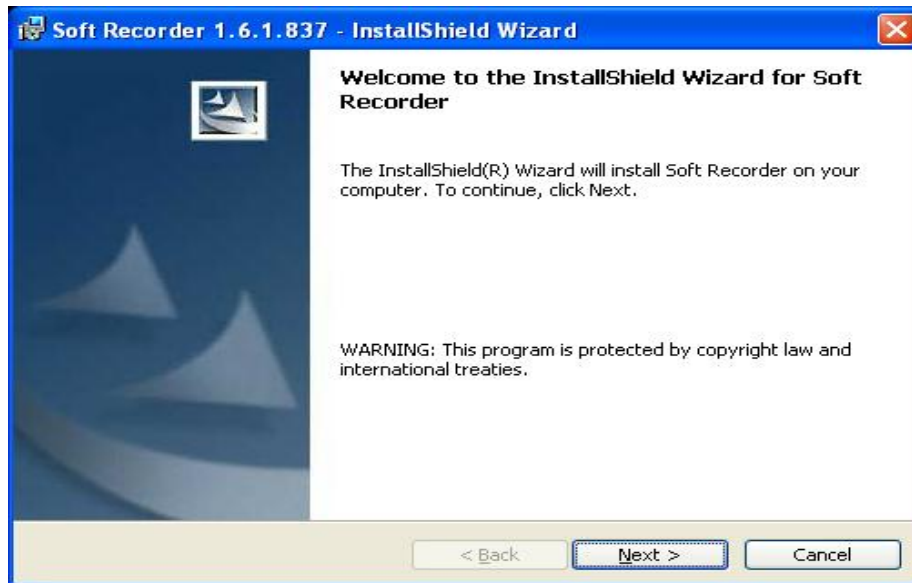 Soft Recorder 1.6.1.837 - InstallShield Wizard
Welcome to the InstallShield Wizard for Soft
Recorder
The InstallShield(R) Wizard will install Soft Recorder on your
computer. To continue, click Next.
WARNING: This program is protected by copyright law and
international treaties.
< Back Next > Cancel